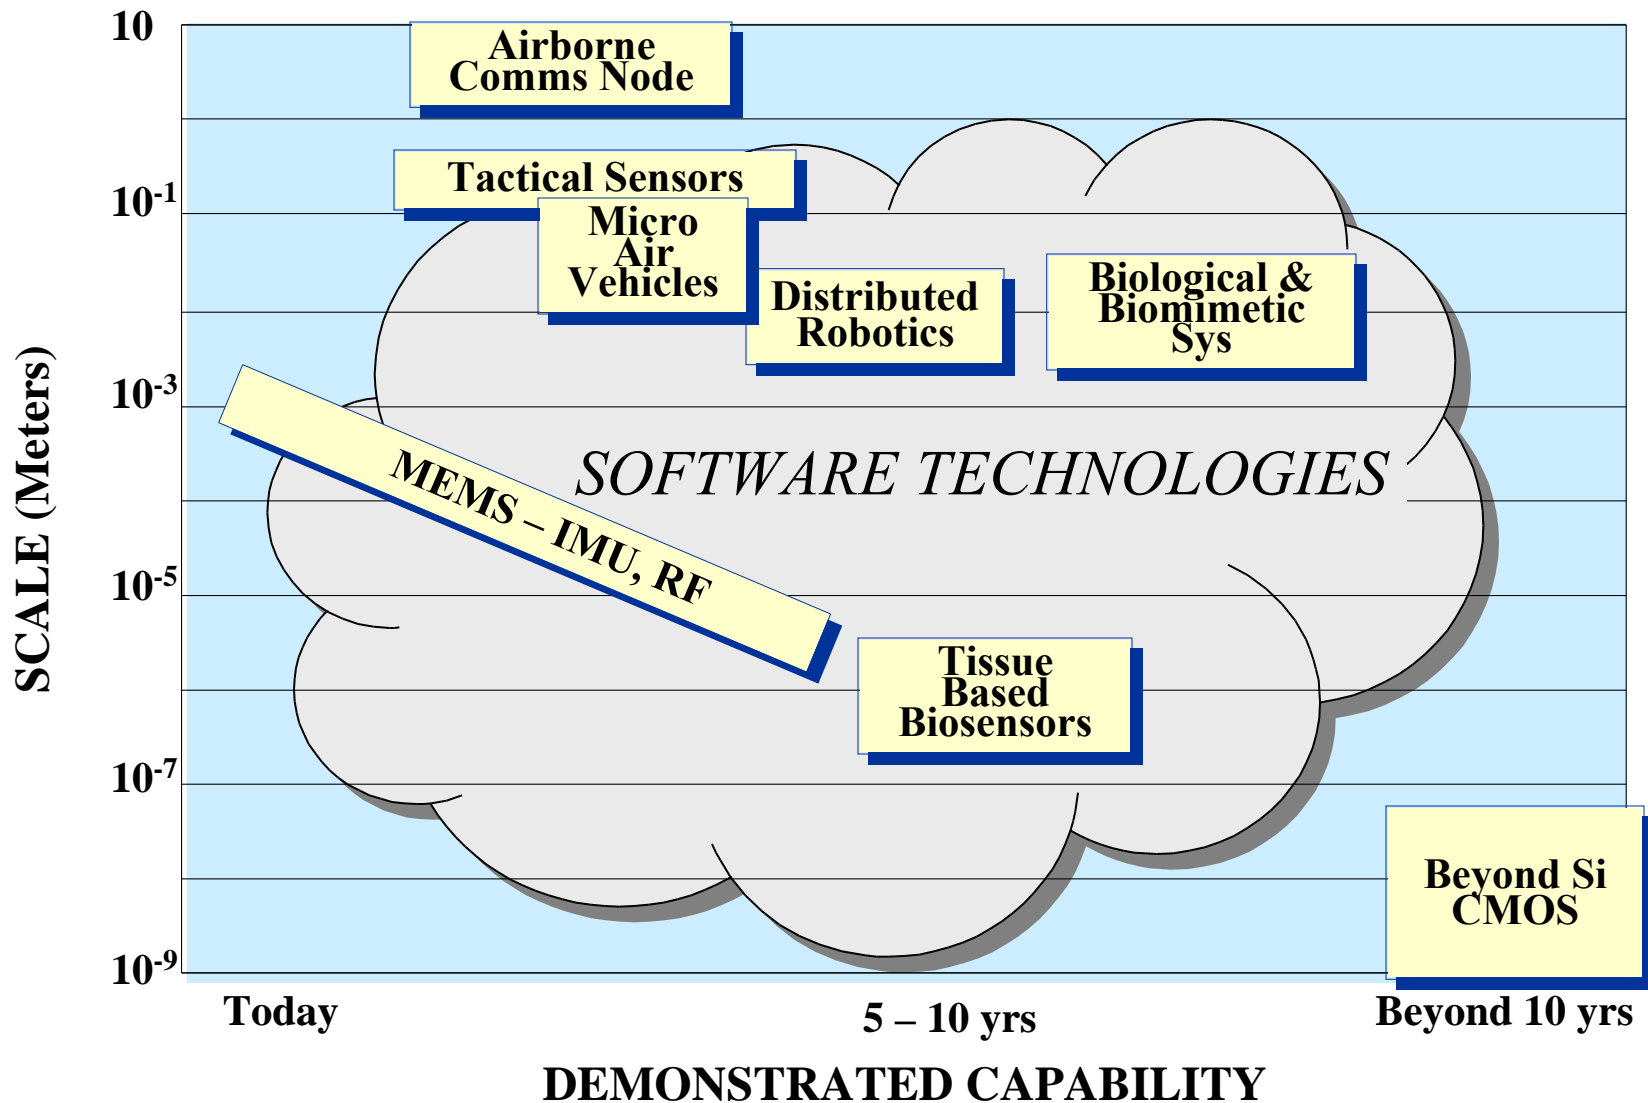 10
Airborne
Comms Node
Tactical Sensors
10-1
Micro
Air
Vehicles
Distributed
Robotics
Biological &
Biomimetic
Sys
10-3
SCALE (Meters)
SOFTWARE TECHNOLOGIES
MEMS – IMU, RF
10-5
Tissue
Based
Biosensors
10-7
Beyond Si
CMOS
10-9
Today
5 – 10 yrs
Beyond 10 yrs
DEMONSTRATED CAPABILITY